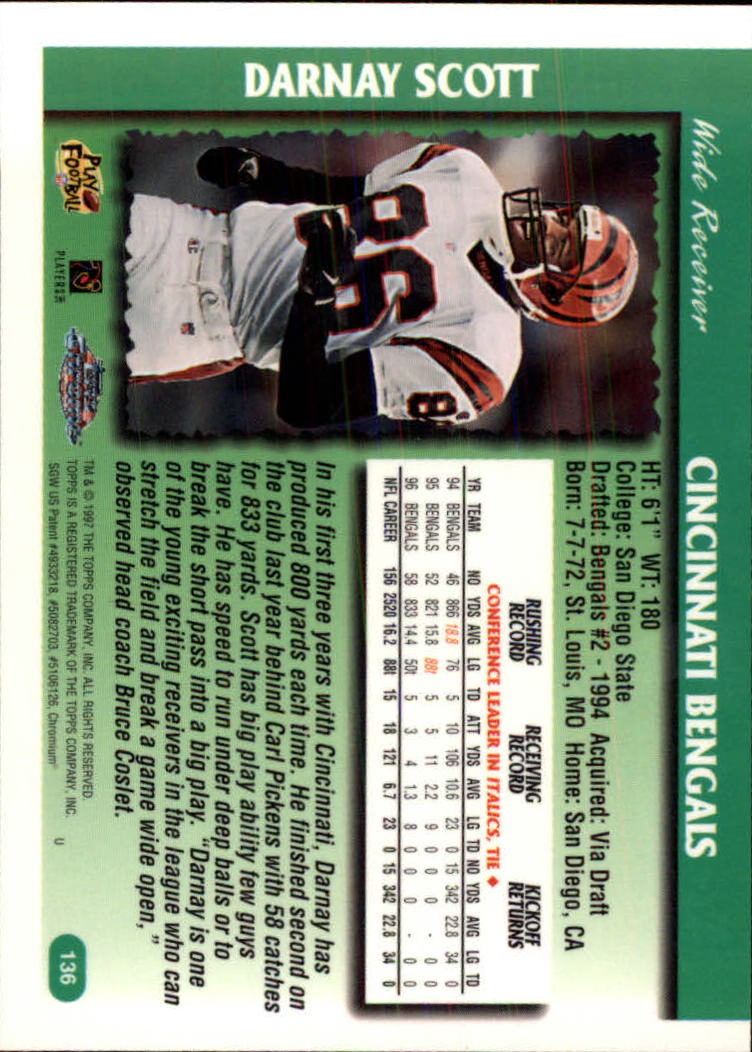 DARNAY SCOTT
Wide Receiver
CINCINNATI BENGALS
HT: 6'1" WT: 180
College: San Diego State
Drafted: Bengals #2 - 1994 Acquired: Via Draft
Born: 7-7-72, St. Louis, MO Home: San Diego, CA
RUSHING RECORD RECEIVING RECORD KICKOFF RETURNS
CONFERENCE LEADER IN ITALICS, TIE ♦
YR TEAM NO YDS AVG LG TD ATT YDS AVG LG TD NO YDS AVG LG TD
94 BENGALS 46 866 18.8 76 5 10 106 10.6 23 0 15 342 22.8 34 0
95 BENGALS 52 821 15.8 88t 5 5 11 2.2 9 0 0 0 - 0 0
96 BENGALS 58 833 14.4 50t 5 3 4 1.3 8 0 0 0 - 0 0
NFL CAREER 156 2520 16.2 88t 15 18 121 6.7 23 0 15 342 22.8 34 0
In his first three years with Cincinnati, Darnay has
produced 800 yards each time. He finished second on
the club last year behind Carl Pickens with 58 catches
for 833 yards. Scott has big play ability few guys
have. He has speed to run under deep balls or to
break the short pass into a big play. "Darnay is one
of the young exciting receivers in the league who can
stretch the field and break a game wide open,"
observed head coach Bruce Coslet.
86
8
PLAY
FOOTBALL
PLAYERS
TM & © 1997 THE TOPPS COMPANY, INC. ALL RIGHTS RESERVED.
TOPPS IS A REGISTERED TRADEMARK OF THE TOPPS COMPANY, INC.
SGW US Patent #4933218, #5082703, #5106126, Chromium
U
136